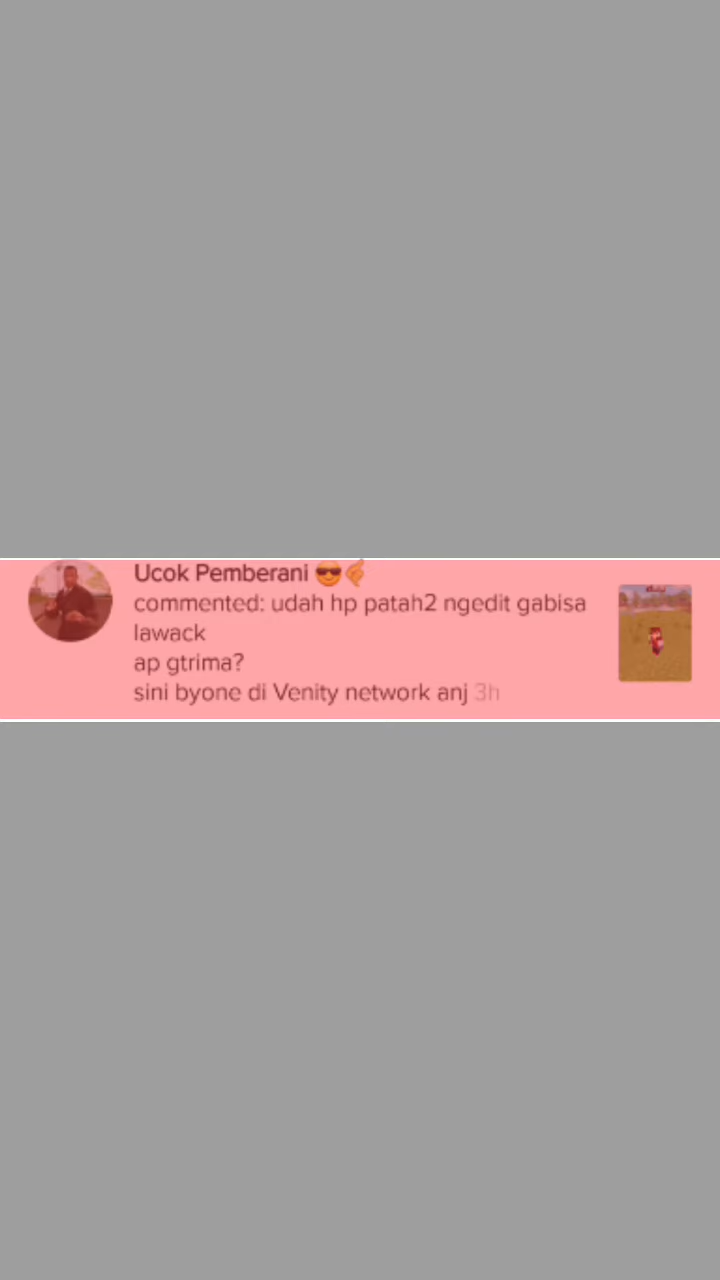 Ucok Pemberani 😎🤙
commented: udah hp patah2 ngedit gabisa
lawack
ap gtrima?
sini byone di Venity network anj 3h